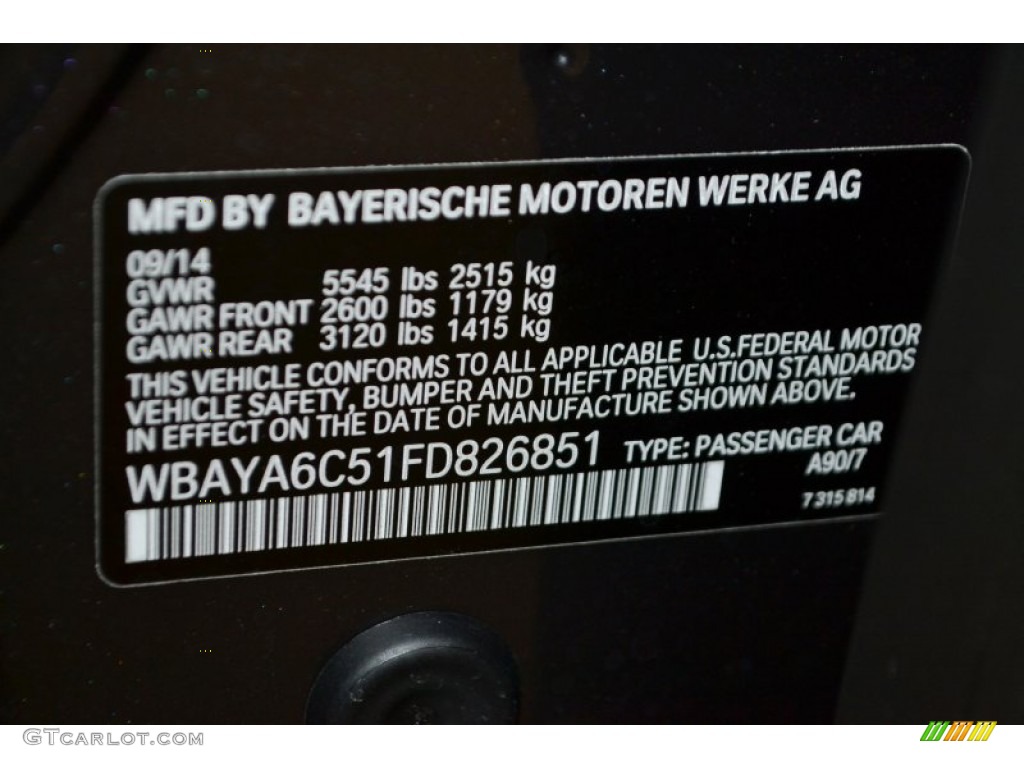 MFD BY BAYERISCHE MOTOREN WERKE AG
09/14
GVWR 5545 lbs 2515 kg
GAWR FRONT 2600 lbs 1179 kg
GAWR REAR 3120 lbs 1415 kg
THIS VEHICLE CONFORMS TO ALL APPLICABLE U.S.FEDERAL MOTOR
VEHICLE SAFETY, BUMPER AND THEFT PREVENTION STANDARDS
IN EFFECT ON THE DATE OF MANUFACTURE SHOWN ABOVE.
WBAYA6C51FD826851 TYPE: PASSENGER CAR
A90/7
7 315 814
GTCARLOT.COM